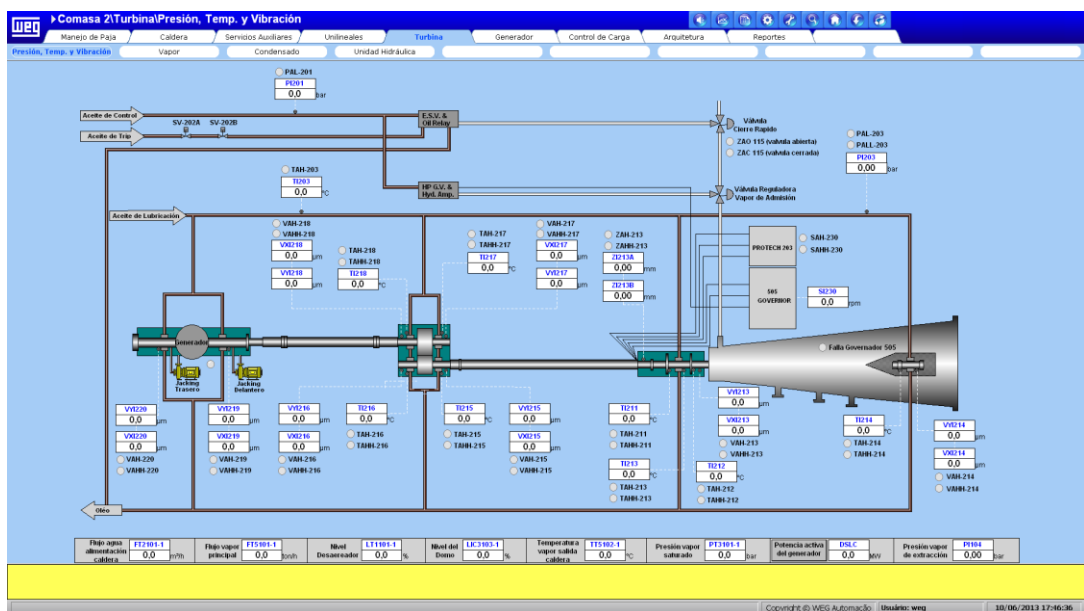 weg
Comasa 2\Turbina\Presión, Temp. y Vibración
Manejo de Paja
Caldera
Servicios Auxiliares
Unilineales
Turbina
Generador
Control de Carga
Arquitetura
Reportes
Presión, Temp. y Vibración
Vapor
Condensado
Unidad Hidráulica
PAL-201
PI201
0,0 bar
Aceite de Control
SV-202A
SV-202B
Aceite de Trip
E.S.V. &
Oil Relay
Válvula
Cierre Rapido
ZAO 115 (valvula abierta)
ZAC 115 (valvula cerrada)
PAL-203
PALL-203
PI203
0,00 bar
TAH-203
TI203
0,0 °C
HP G.V. &
Hyd. Amp.
Válvula Reguladora
Vapor de Admisión
Aceite de Lubricación
VAH-218
VAHH-218
VXI218
0,0 µm
VYI218
0,0 µm
TAH-218
TAHH-218
TI218
0,0 °C
TAH-217
TAHH-217
TI217
0,0 °C
VAH-217
VAHH-217
VXI217
0,0 µm
VYI217
0,0 µm
ZAH-213
ZAHH-213
ZI213A
0,00 mm
ZI213B
0,00 mm
PROTECH 203
SAH-230
SAHH-230
505
GOVERNOR
SI230
0,0 rpm
Generador
Falla Governador 505
Jacking
Trasero
Jacking
Delantero
VYI220
0,0 µm
VXI220
0,0 µm
VAH-220
VAHH-220
VYI219
0,0 µm
VXI219
0,0 µm
VAH-219
VAHH-219
VYI216
0,0 µm
VXI216
0,0 µm
VAH-216
VAHH-216
TI216
0,0 °C
TAH-216
TAHH-216
TI215
0,0 °C
TAH-215
TAHH-215
VYI215
0,0 µm
VXI215
0,0 µm
VAH-215
VAHH-215
TI211
0,0 °C
TAH-211
TAHH-211
TI213
0,0 °C
TAH-213
TAHH-213
VYI213
0,0 µm
VXI213
0,0 µm
VAH-213
VAHH-213
TI212
0,0 °C
TAH-212
TAHH-212
TI214
0,0 °C
TAH-214
TAHH-214
VYI214
0,0 µm
VXI214
0,0 µm
VAH-214
VAHH-214
Oléo
Flujo agua
alimentación
caldera
FT2101-1
0,0 m³/h
Flujo vapor
principal
FT5101-1
0,0 ton/h
Nivel
Desaereador
LT1101-1
0,0 %
Nivel del
Domo
LIC3103-1
0,0 %
Temperatura
vapor salida
caldera
TT5102-1
0,0 °C
Presión vapor
saturado
PT3101-1
0,0 bar
Potencia activa
del generador
DSLC
0,0 MW
Presión vapor
de extracción
PI104
0,00 bar
Copyright © WEG Automação
Usuário: weg
10/06/2013 17:46:36